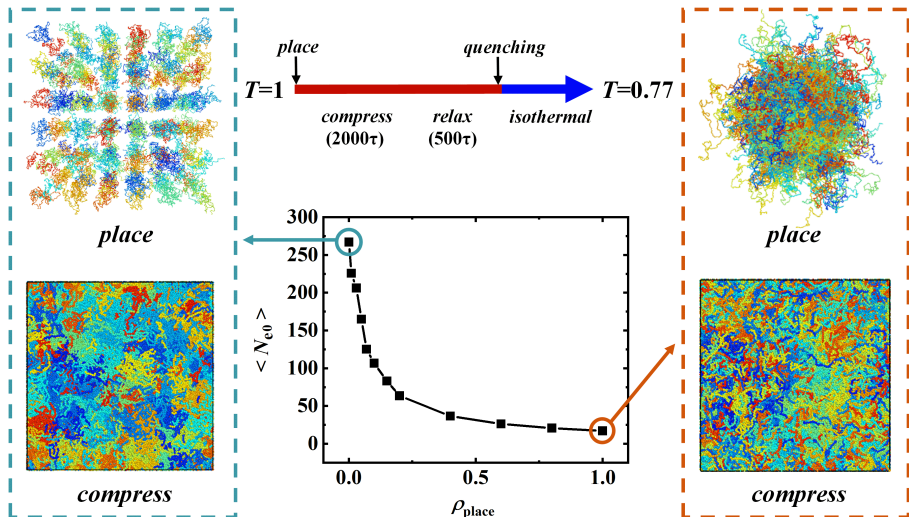 place
compress
place
quenching
T=1
T=0.77
compress
(2000τ)
relax
(500τ)
isothermal
300
250
200
150
100
50
0
< Ne0 >
0.0
0.5
1.0
ρplace
place
compress